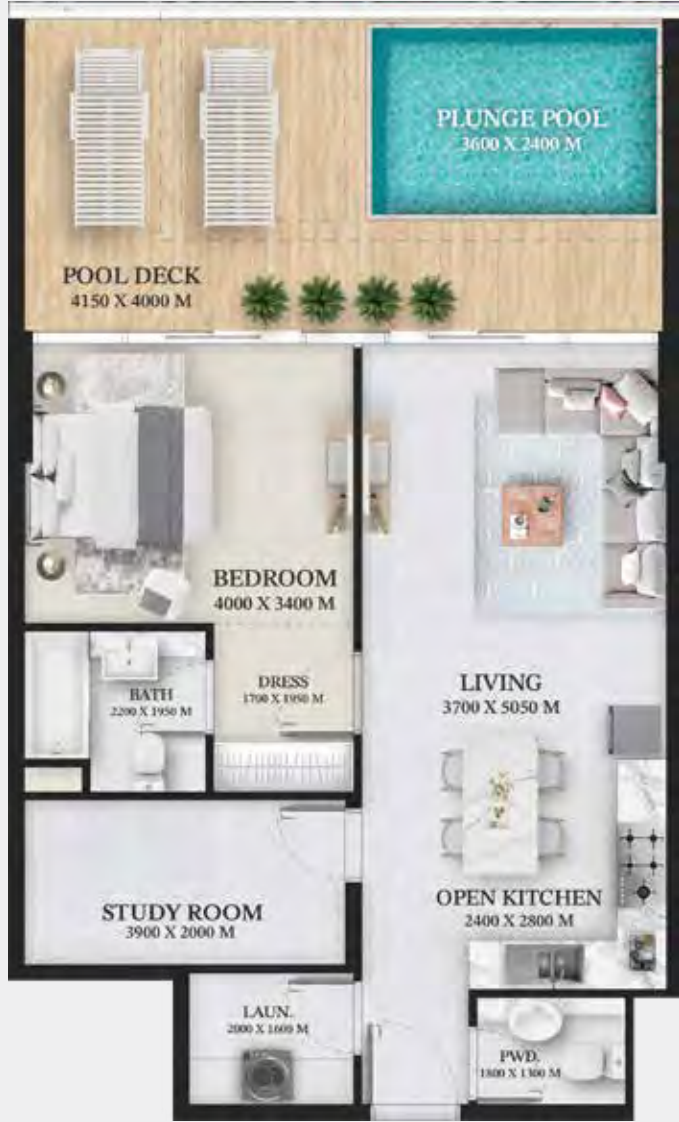 PLUNGE POOL
3600 X 2400 M
POOL DECK
4150 X 4000 M
BEDROOM
4000 X 3400 M
BATH
2200 X 1950 M
DRESS
1700 X 1950 M
LIVING
3700 X 5050 M
STUDY ROOM
3900 X 2000 M
OPEN KITCHEN
2400 X 2800 M
LAUN.
2000 X 1600 M
PWD.
1800 X 1300 M